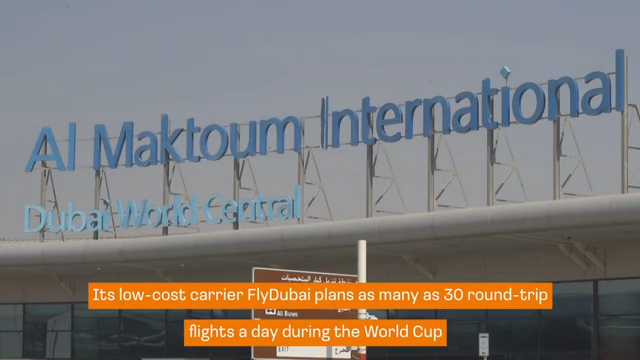 Al Maktoum International
Dubai World Central
All Buses
EXIT
Its low-cost carrier FlyDubai plans as many as 30 round-trip
flights a day during the World Cup